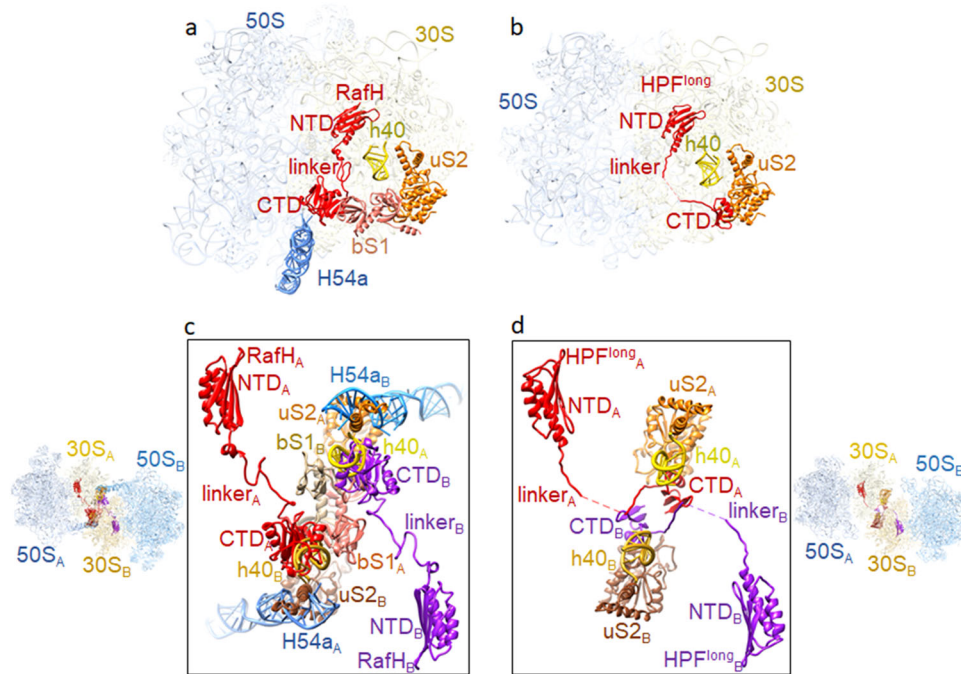 a
50S
30S
RafH
NTD
h40
linker
uS2
CTD
bS1
H54a
b
50S
30S
HPFlong
NTD
h40
linker
uS2
CTD
c
RafHA
NTDA
H54aB
uS2A
bS1B
h40A
CTDB
linkerA
linkerB
CTDA
bS1A
h40B
uS2B
NTDB
H54aA
RafHB
30SA
50SB
50SA
30SB
d
HPFlongA
uS2A
NTDA
h40A
linkerA
CTDA
CTDB
linkerB
h40B
NTDB
uS2B
HPFlongB
30SA
50SB
50SA
30SB